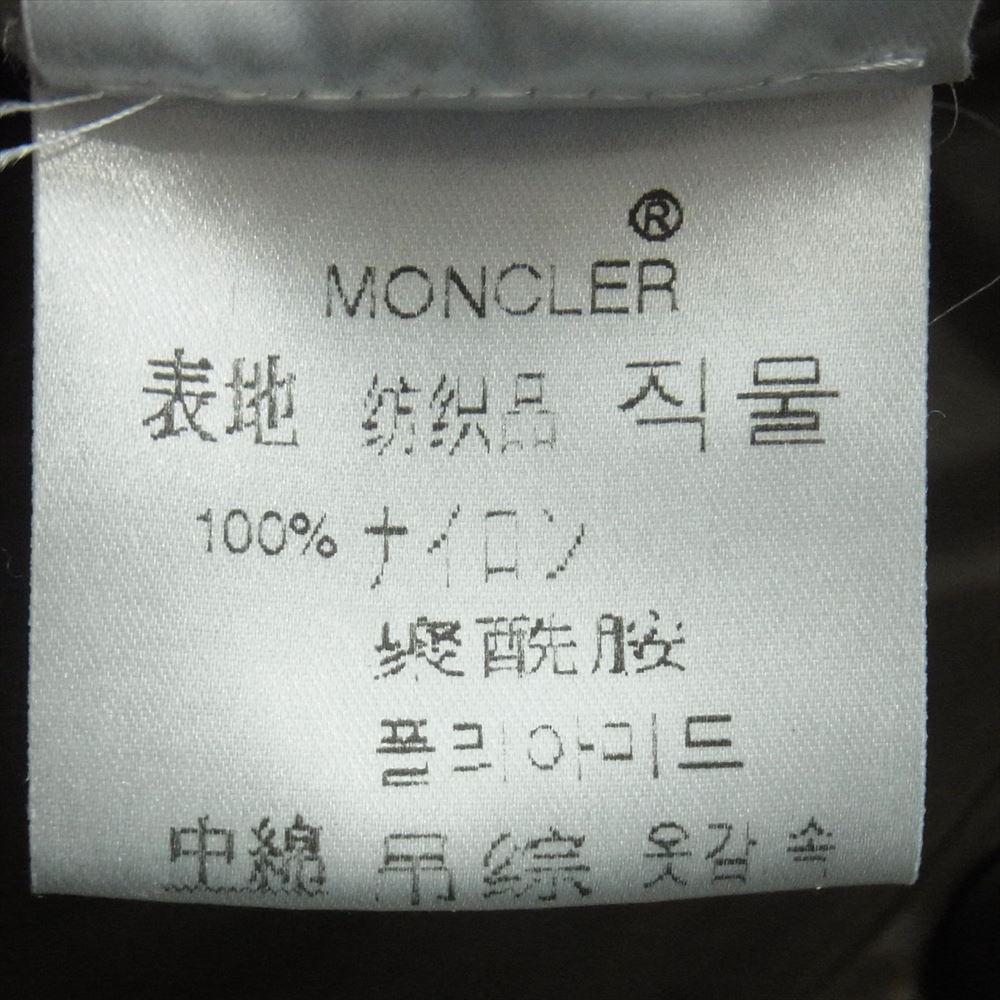 ®
MONCLER
表地 纺织品 직물
100% ナイロン
聚酰胺
폴리아미드
中綿 吊综 옷감 속